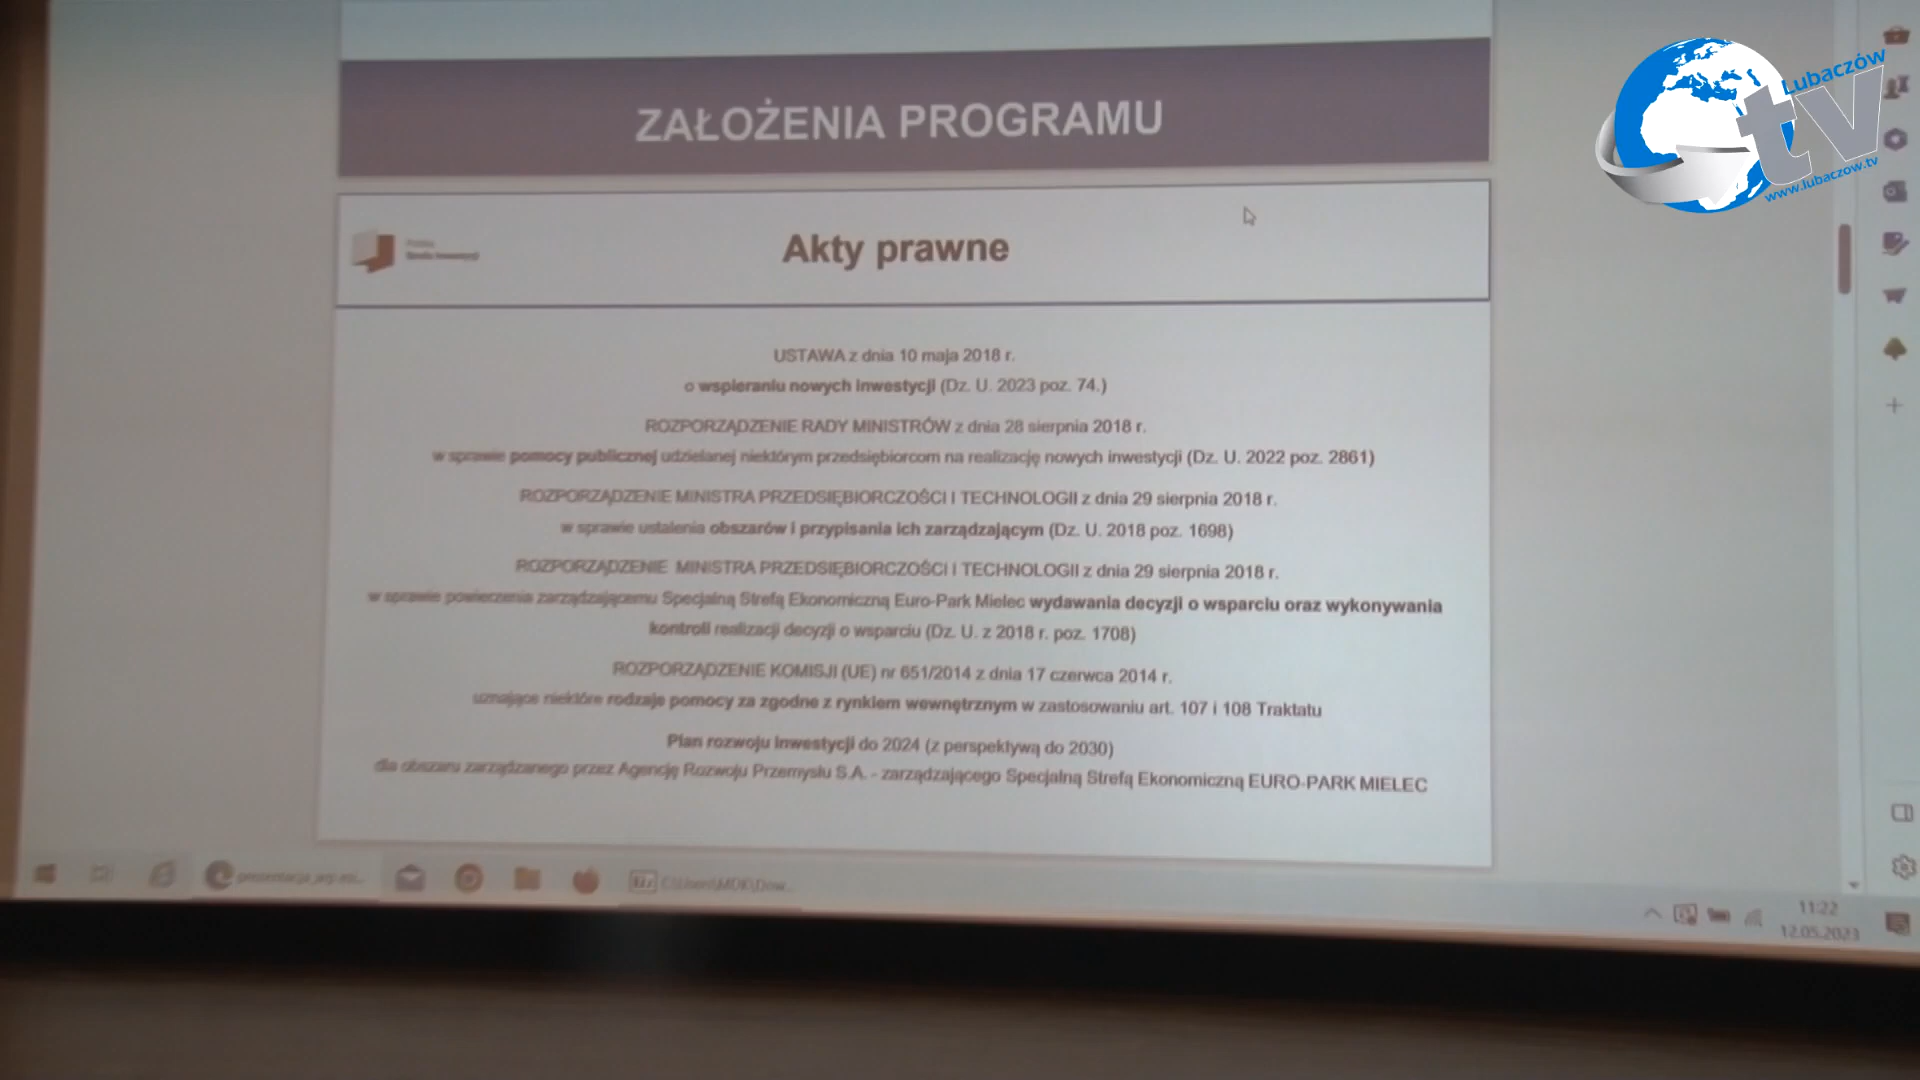 ZAŁOŻENIA PROGRAMU
Lubaczów
tv
www.lubaczow.tv
Polska
Strefa Inwestycji
Akty prawne
USTAWA z dnia 10 maja 2018 r.
o wspieraniu nowych inwestycji (Dz. U. 2023 poz. 74.)
ROZPORZĄDZENIE RADY MINISTRÓW z dnia 28 sierpnia 2018 r.
w sprawie pomocy publicznej udzielanej niektórym przedsiębiorcom na realizację nowych inwestycji (Dz. U. 2022 poz. 2861)
ROZPORZĄDZENIE MINISTRA PRZEDSIĘBIORCZOŚCI I TECHNOLOGII z dnia 29 sierpnia 2018 r.
w sprawie ustalenia obszarów i przypisania ich zarządzającym (Dz. U. 2018 poz. 1698)
ROZPORZĄDZENIE MINISTRA PRZEDSIĘBIORCZOŚCI I TECHNOLOGII z dnia 29 sierpnia 2018 r.
w sprawie powierzenia zarządzającemu Specjalną Strefą Ekonomiczną Euro-Park Mielec wydawania decyzji o wsparciu oraz wykonywania
kontroli realizacji decyzji o wsparciu (Dz. U. z 2018 r. poz. 1708)
ROZPORZĄDZENIE KOMISJI (UE) nr 651/2014 z dnia 17 czerwca 2014 r.
uznające niektóre rodzaje pomocy za zgodne z rynkiem wewnętrznym w zastosowaniu art. 107 i 108 Traktatu
Plan rozwoju inwestycji do 2024 (z perspektywą do 2030)
dla obszaru zarządzanego przez Agencję Rozwoju Przemysłu S.A. - zarządzającego Specjalną Strefą Ekonomiczną EURO-PARK MIELEC
C:\Users\MDK\Dow...
11:22
12.05.2023